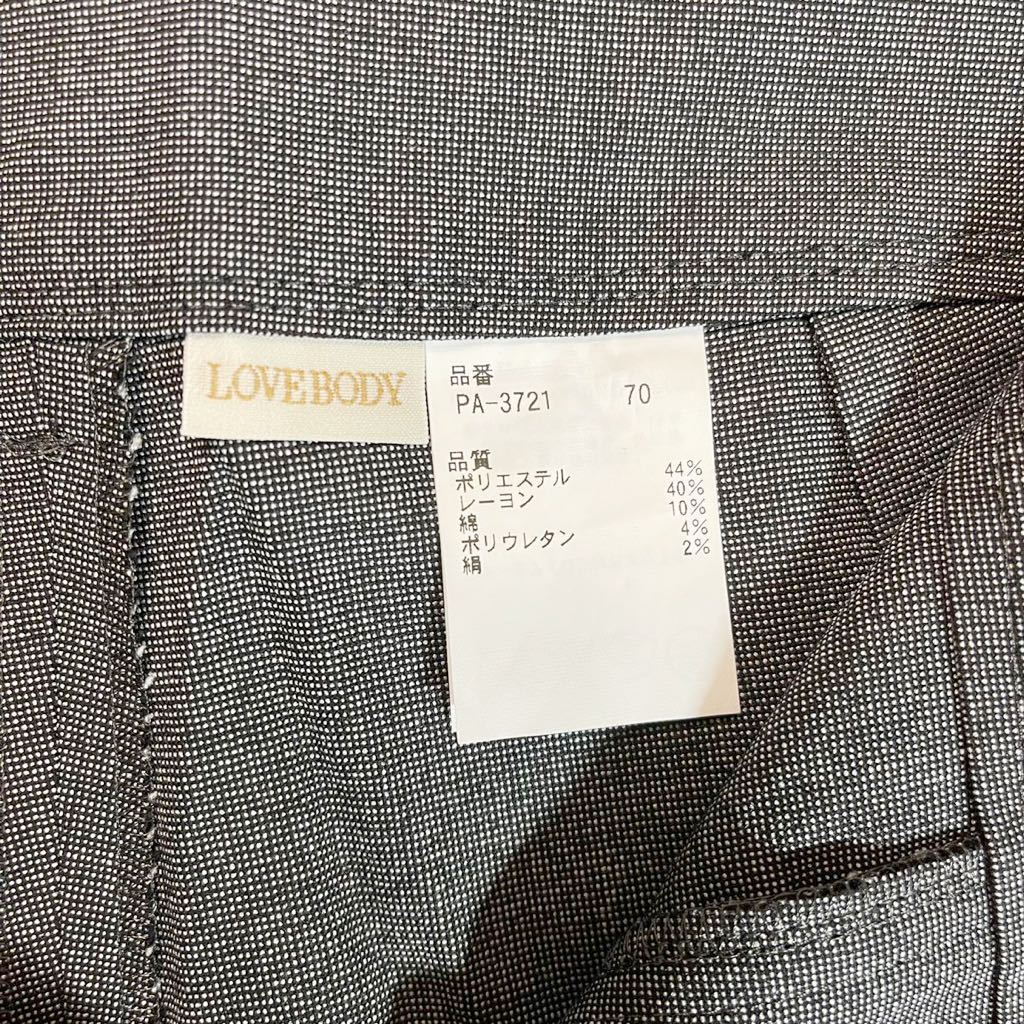 LOVEBODY
品番
PA-3721 70
品質
ポリエステル 44%
レーヨン 40%
綿 10%
ポリウレタン 4%
絹 2%